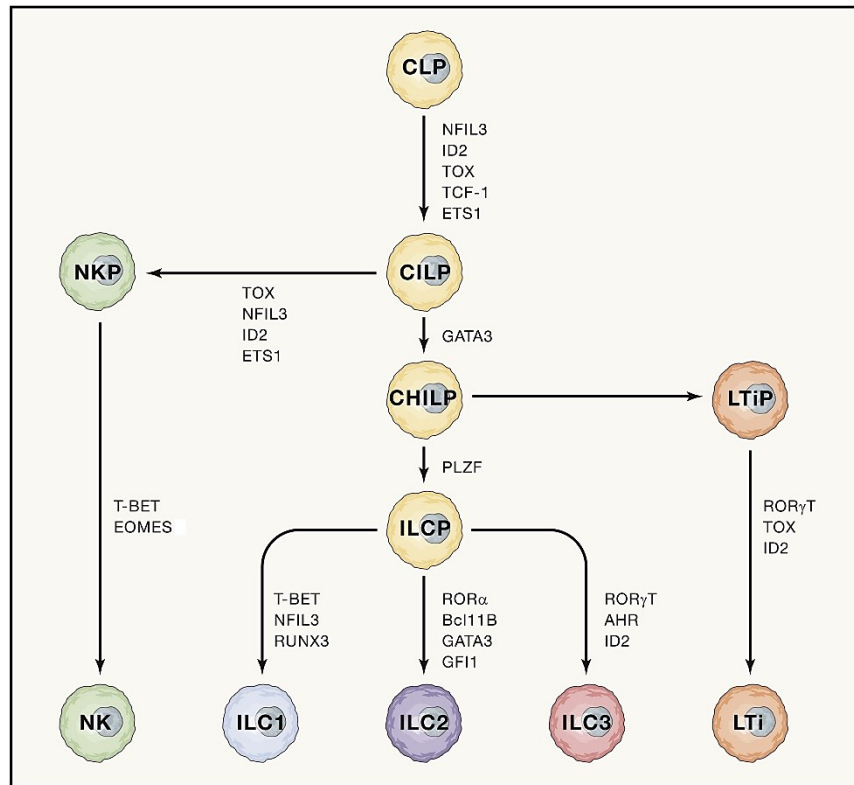 CLP
NFIL3
ID2
TOX
TCF-1
ETS1
NKP
CILP
TOX
NFIL3
ID2
ETS1
GATA3
CHILP
LTiP
PLZF
T-BET
EOMES
ILCP
RORγT
TOX
ID2
T-BET
NFIL3
RUNX3
RORα
Bcl11B
GATA3
GFI1
RORγT
AHR
ID2
NK
ILC1
ILC2
ILC3
LTi